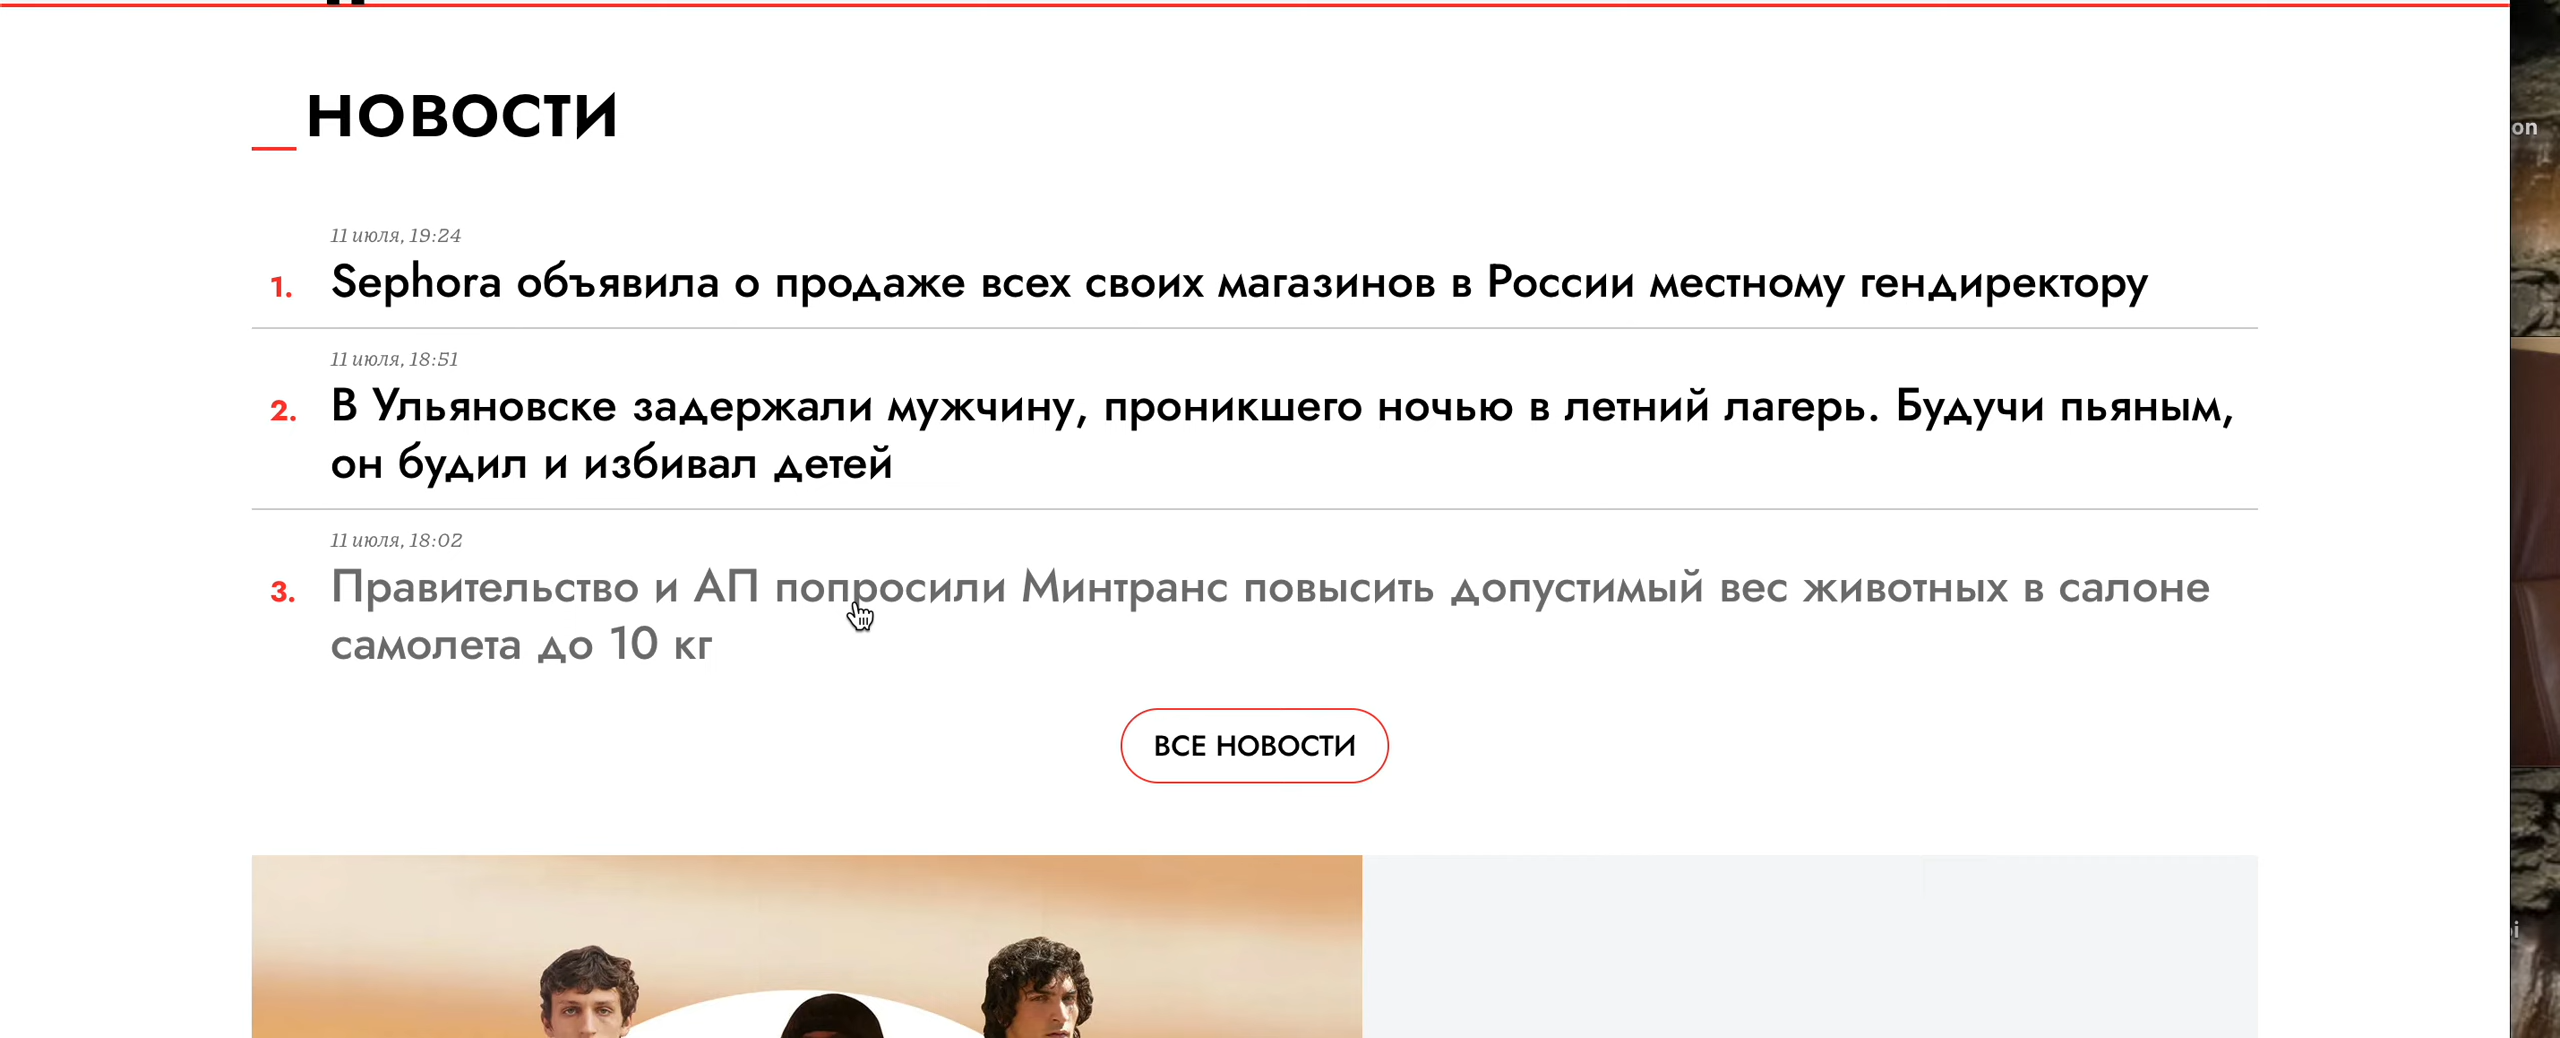 НОВОСТИ
11 июля, 19:24
1. Sephora объявила о продаже всех своих магазинов в России местному гендиректору
11 июля, 18:51
2. В Ульяновске задержали мужчину, проникшего ночью в летний лагерь. Будучи пьяным,
он будил и избивал детей
11 июля, 18:02
3. Правительство и АП попросили Минтранс повысить допустимый вес животных в салоне
самолета до 10 кг
ВСЕ НОВОСТИ
on